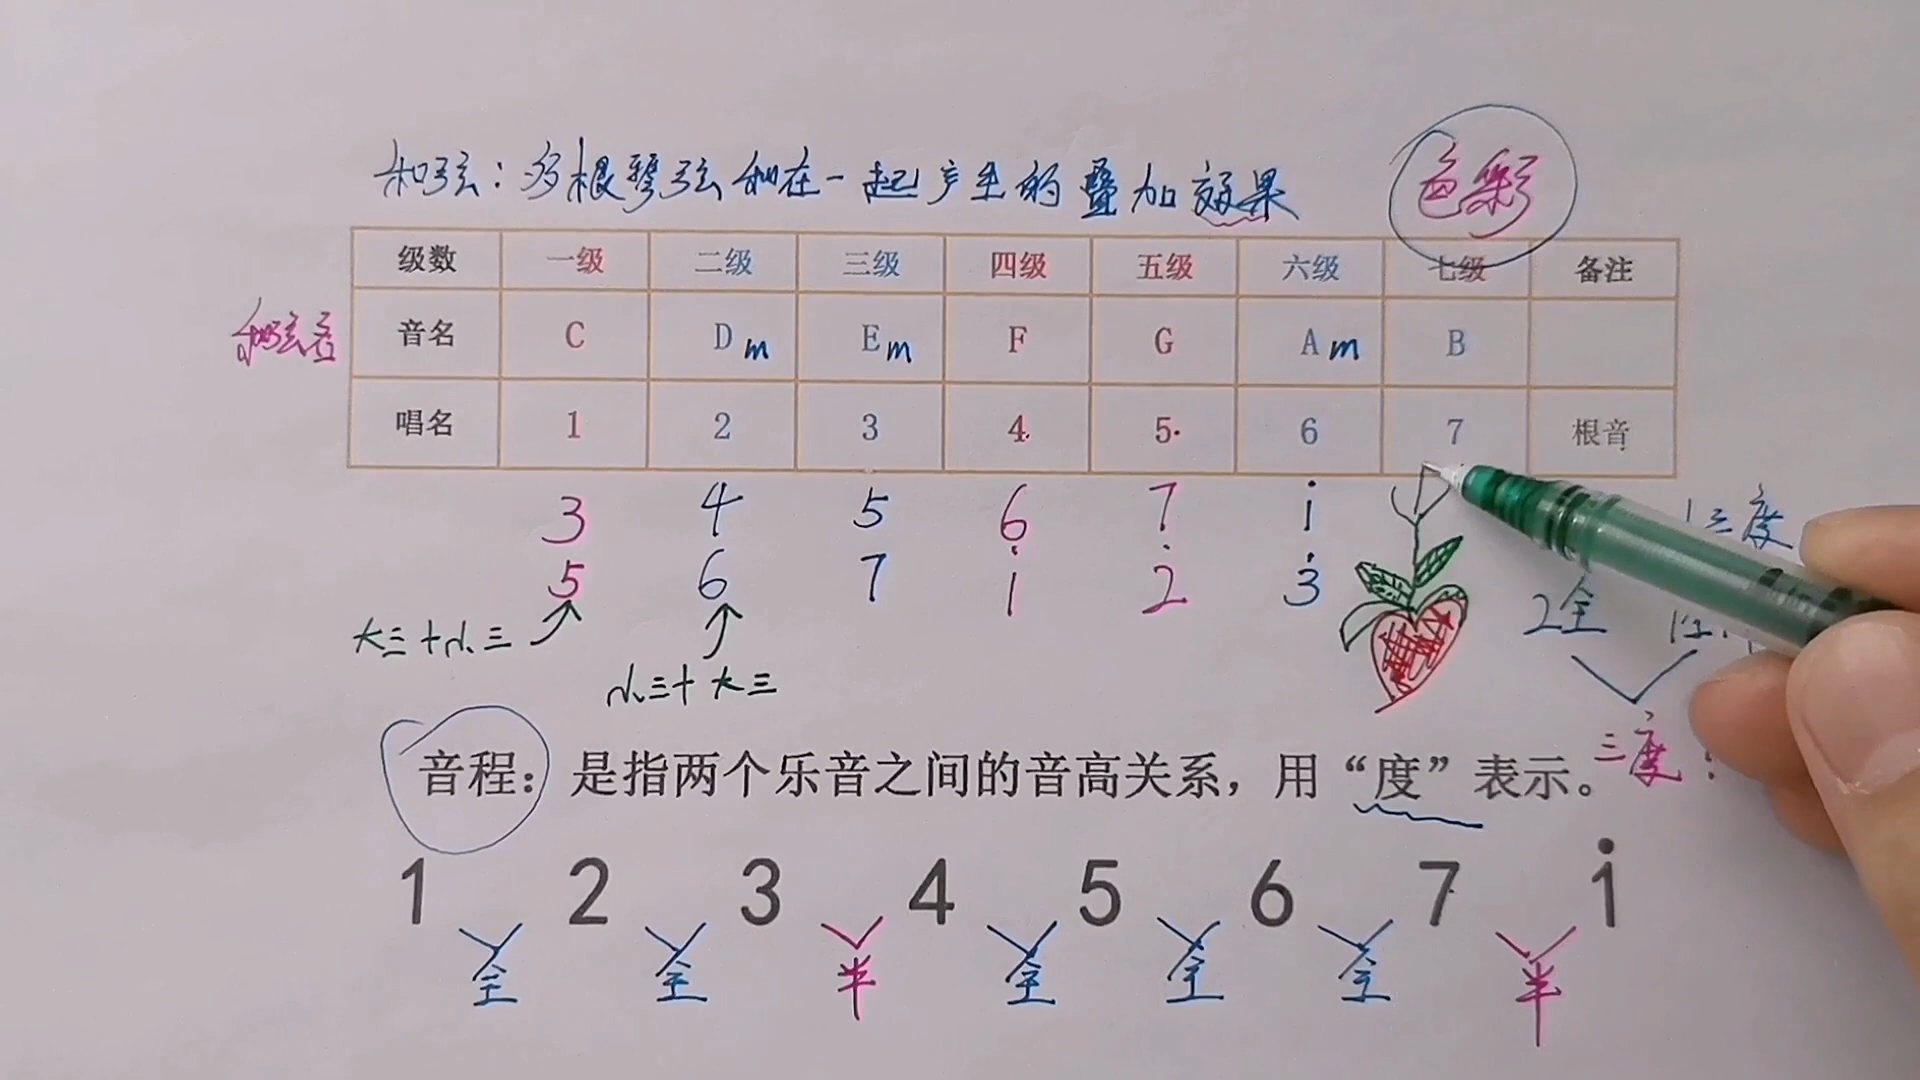 和弦：多根琴弦和在一起产生的叠加效果 色彩
级数 一级 二级 三级 四级 五级 六级 七级 备注
和弦名 音名 C Dm Em F G Am B
唱名 1 2 3 4 5 6 7 根音
3 4 5 6 7 i 三度
5 6 7 i 2 3 2全
大三+小三
小三+大三
音程：是指两个乐音之间的音高关系，用“度”表示。三度：
1 2 3 4 5 6 7 i
全 全 半 全 全 全 半